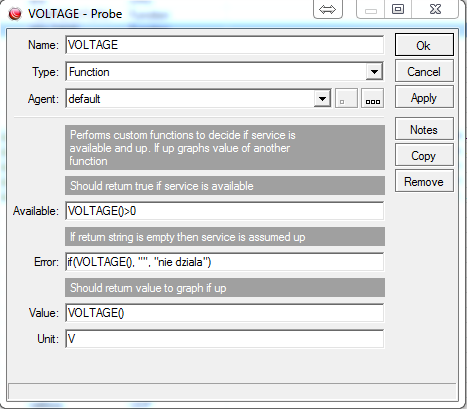 VOLTAGE - Probe
Name: VOLTAGE
Ok
Type: Function
Cancel
Agent: default
Apply
Performs custom functions to decide if service is
available and up. If up graphs value of another
function
Notes
Copy
Should return true if service is available
Remove
Available: VOLTAGE()>0
If return string is empty then service is assumed up
Error: if(VOLTAGE(), "", "nie dziala")
Should return value to graph if up
Value: VOLTAGE()
Unit: V